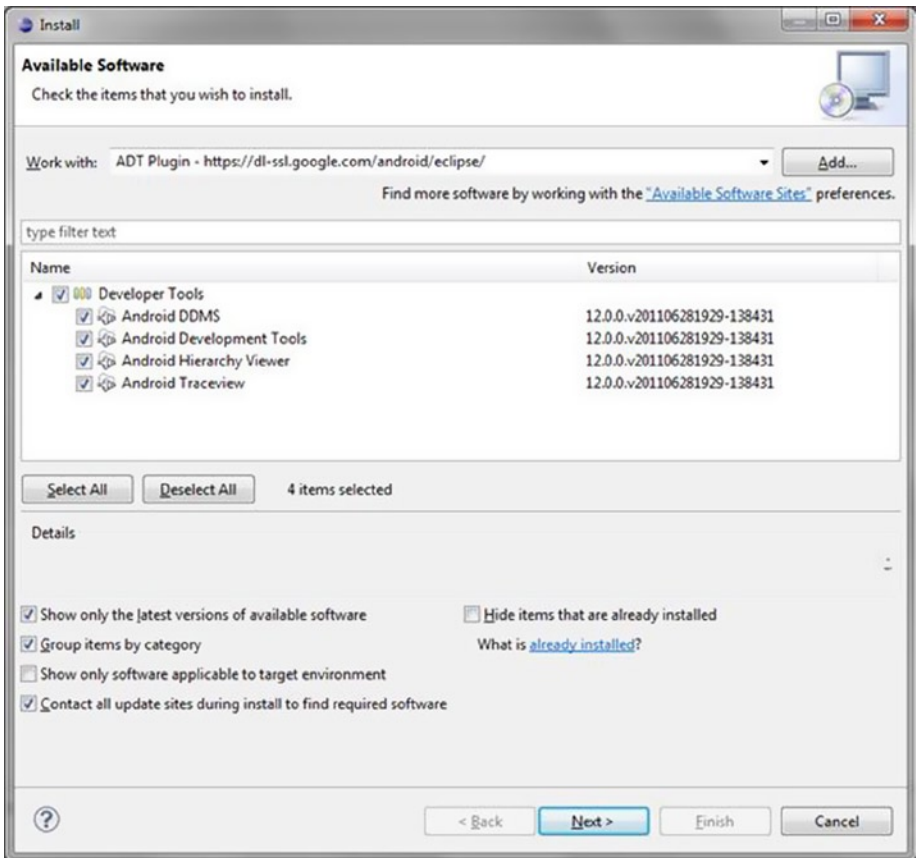 Install
Available Software
Check the items that you wish to install.
Work with: ADT Plugin - https://dl-ssl.google.com/android/eclipse/ Add...
Find more software by working with the "Available Software Sites" preferences.
type filter text
Name Version
Developer Tools
Android DDMS 12.0.0.v201106281929-138431
Android Development Tools 12.0.0.v201106281929-138431
Android Hierarchy Viewer 12.0.0.v201106281929-138431
Android Traceview 12.0.0.v201106281929-138431
Select All Deselect All 4 items selected
Details
Show only the latest versions of available software Hide items that are already installed
Group items by category What is already installed?
Show only software applicable to target environment
Contact all update sites during install to find required software
? < Back Next > Finish Cancel